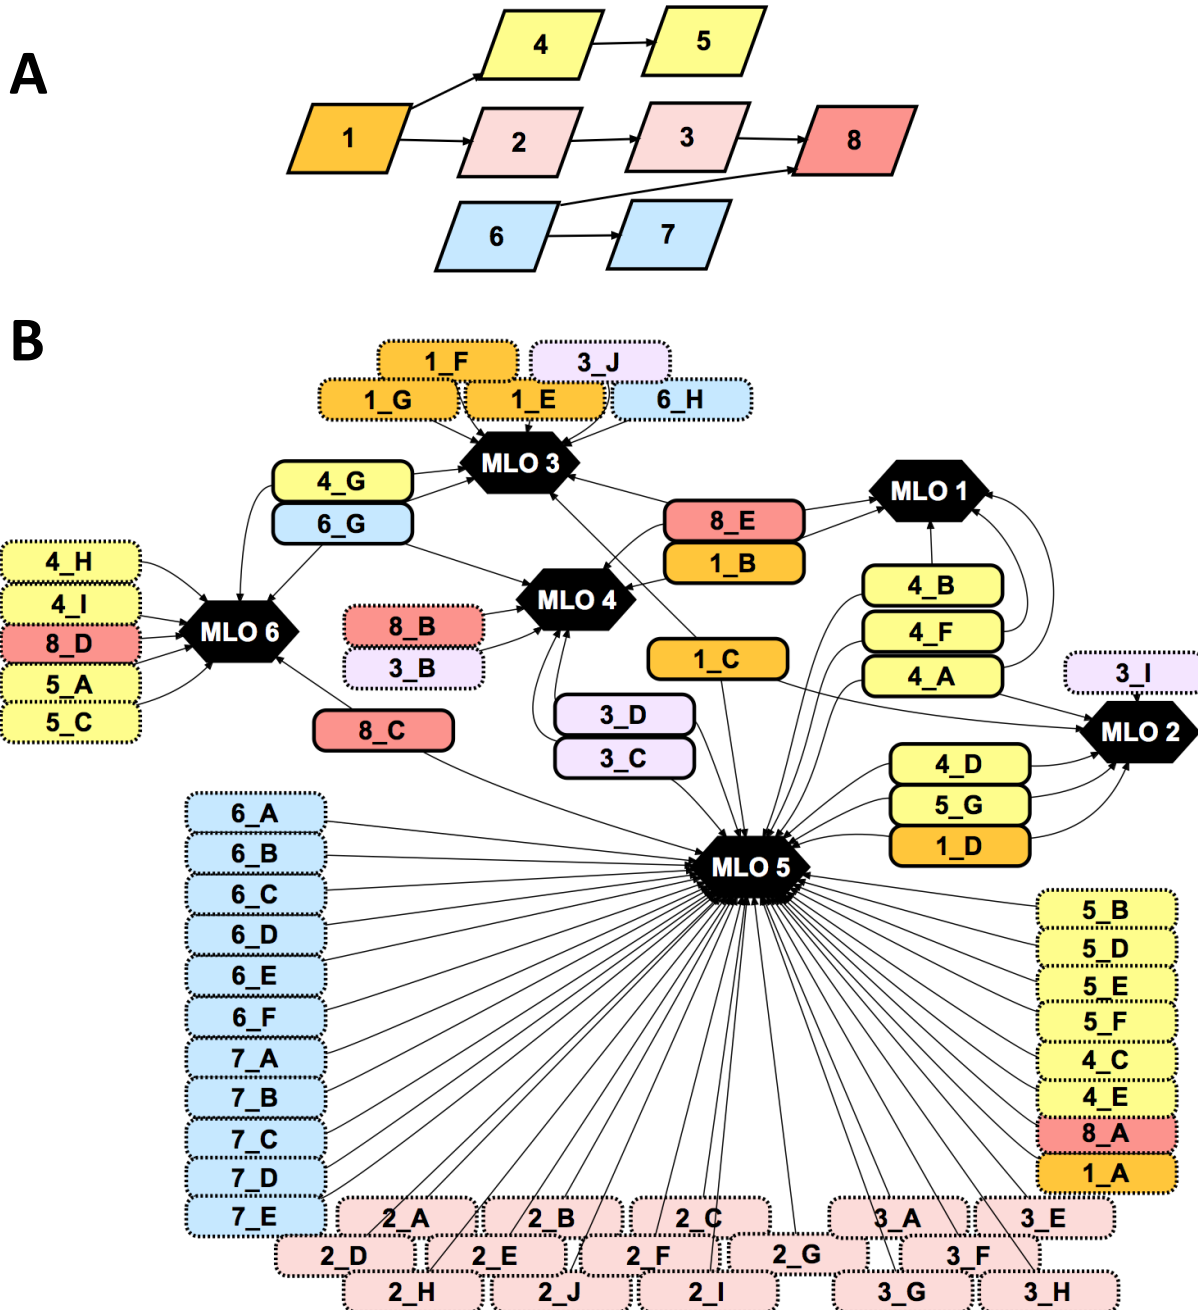 A
4
5
1
2
3
8
6
7
B
1_F
3_J
1_G
1_E
6_H
MLO 3
MLO 1
4_G
6_G
8_E
1_B
4_H
4_I
8_D
5_A
5_C
MLO 6
MLO 4
8_B
3_B
4_B
4_F
4_A
1_C
3_I
MLO 2
8_C
3_D
3_C
4_D
5_G
1_D
MLO 5
6_A
6_B
6_C
6_D
6_E
6_F
7_A
7_B
7_C
7_D
7_E
5_B
5_D
5_E
5_F
4_C
4_E
8_A
1_A
2_A
2_B
2_C
3_A
3_E
2_D
2_E
2_F
2_G
3_F
2_H
2_J
2_I
3_G
3_H